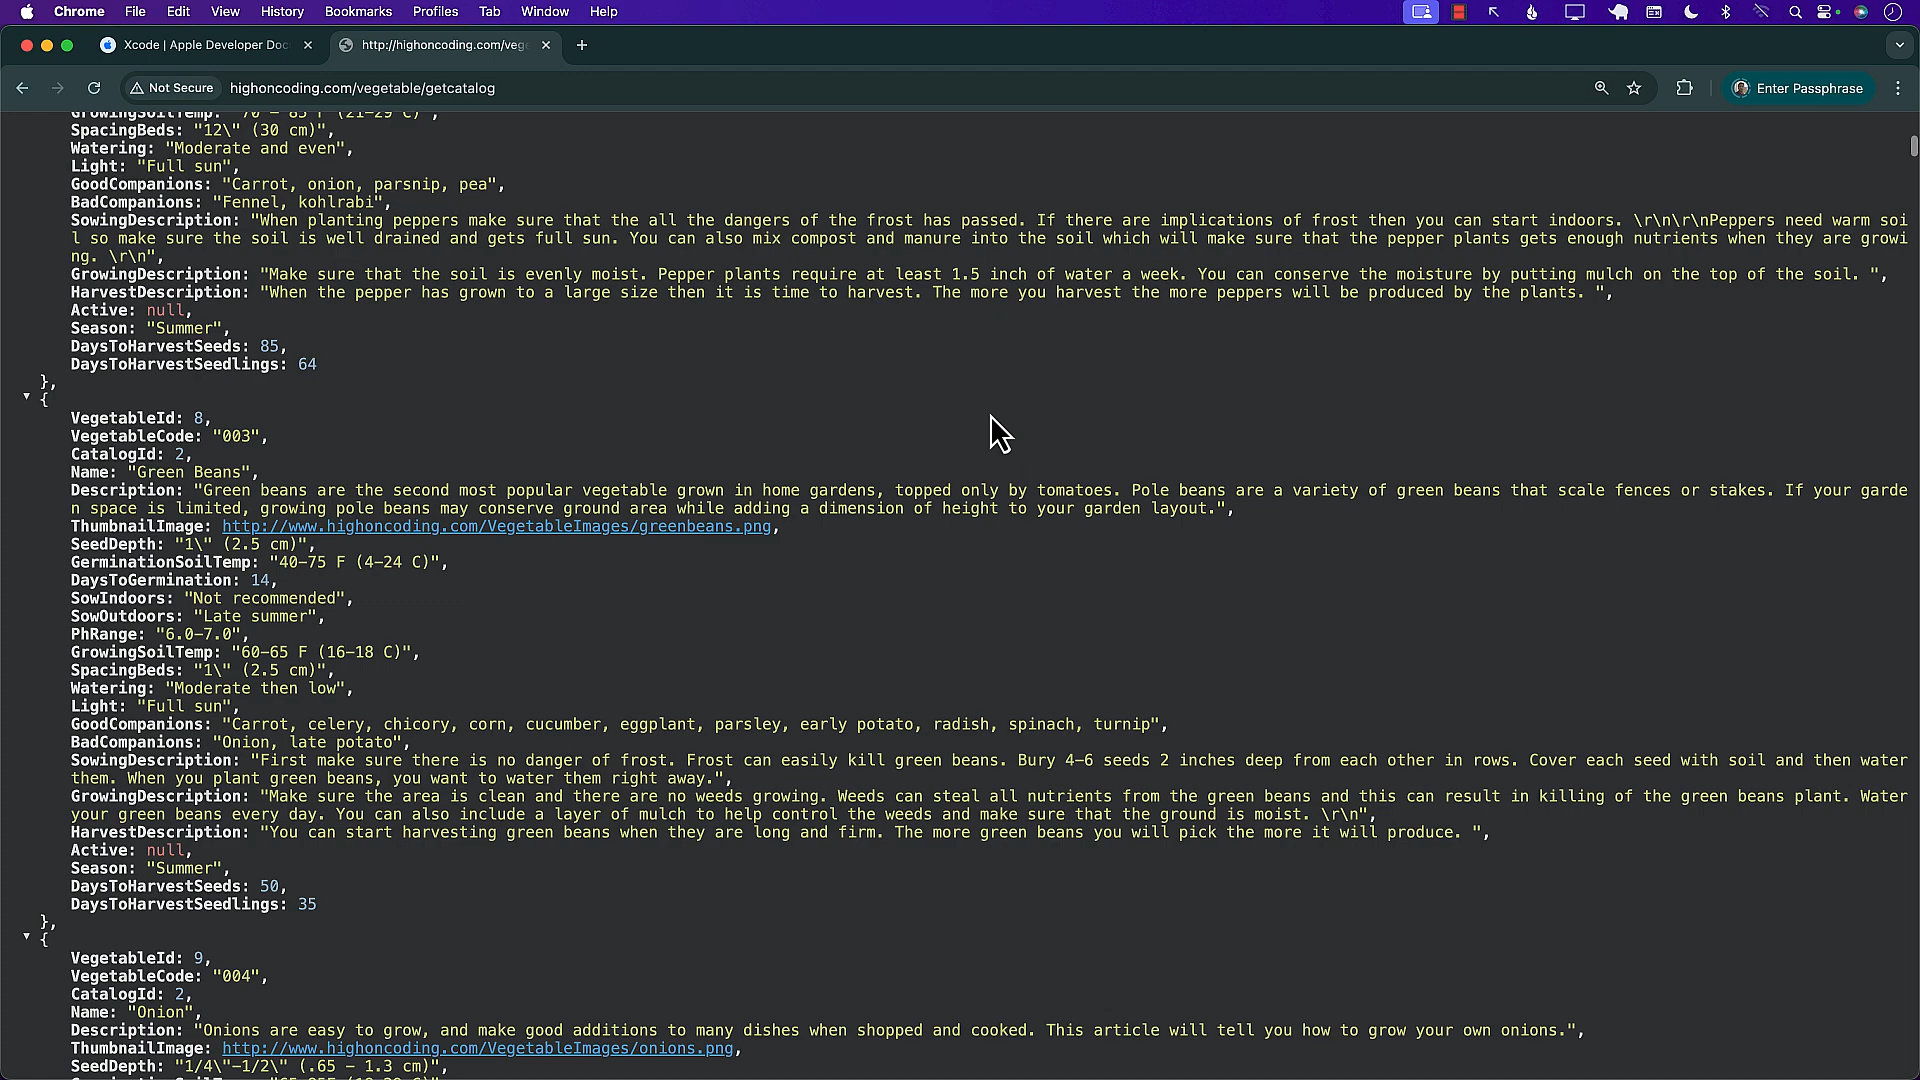 Chrome File Edit View History Bookmarks Profiles Tab Window Help
Xcode | Apple Developer Doc
http://highoncoding.com/veg
Not Secure highoncoding.com/vegetable/getcatalog Enter Passphrase
GrowingSoilTemp: "70 - 85 F (21-29 C)",
SpacingBeds: "12\" (30 cm)",
Watering: "Moderate and even",
Light: "Full sun",
GoodCompanions: "Carrot, onion, parsnip, pea",
BadCompanions: "Fennel, kohlrabi",
SowingDescription: "When planting peppers make sure that the all the dangers of the frost has passed. If there are implications of frost then you can start indoors. \r\n\r\nPeppers need warm soi
l so make sure the soil is well drained and gets full sun. You can also mix compost and manure into the soil which will make sure that the pepper plants gets enough nutrients when they are growi
ng. \r\n",
GrowingDescription: "Make sure that the soil is evenly moist. Pepper plants require at least 1.5 inch of water a week. You can conserve the moisture by putting mulch on the top of the soil. ",
HarvestDescription: "When the pepper has grown to a large size then it is time to harvest. The more you harvest the more peppers will be produced by the plants. ",
Active: null,
Season: "Summer",
DaysToHarvestSeeds: 85,
DaysToHarvestSeedlings: 64
},
{
VegetableId: 8,
VegetableCode: "003",
CatalogId: 2,
Name: "Green Beans",
Description: "Green beans are the second most popular vegetable grown in home gardens, topped only by tomatoes. Pole beans are a variety of green beans that scale fences or stakes. If your garde
n space is limited, growing pole beans may conserve ground area while adding a dimension of height to your garden layout.",
ThumbnailImage: http://www.highoncoding.com/VegetableImages/greenbeans.png,
SeedDepth: "1\" (2.5 cm)",
GerminationSoilTemp: "40-75 F (4-24 C)",
DaysToGermination: 14,
SowIndoors: "Not recommended",
SowOutdoors: "Late summer",
PhRange: "6.0-7.0",
GrowingSoilTemp: "60-65 F (16-18 C)",
SpacingBeds: "1\" (2.5 cm)",
Watering: "Moderate then low",
Light: "Full sun",
GoodCompanions: "Carrot, celery, chicory, corn, cucumber, eggplant, parsley, early potato, radish, spinach, turnip",
BadCompanions: "Onion, late potato",
SowingDescription: "First make sure there is no danger of frost. Frost can easily kill green beans. Bury 4-6 seeds 2 inches deep from each other in rows. Cover each seed with soil and then water
them. When you plant green beans, you want to water them right away.",
GrowingDescription: "Make sure the area is clean and there are no weeds growing. Weeds can steal all nutrients from the green beans and this can result in killing of the green beans plant. Water
your green beans every day. You can also include a layer of mulch to help control the weeds and make sure that the ground is moist. \r\n",
HarvestDescription: "You can start harvesting green beans when they are long and firm. The more green beans you will pick the more it will produce. ",
Active: null,
Season: "Summer",
DaysToHarvestSeeds: 50,
DaysToHarvestSeedlings: 35
},
{
VegetableId: 9,
VegetableCode: "004",
CatalogId: 2,
Name: "Onion",
Description: "Onions are easy to grow, and make good additions to many dishes when shopped and cooked. This article will tell you how to grow your own onions.",
ThumbnailImage: http://www.highoncoding.com/VegetableImages/onions.png,
SeedDepth: "1/4\"-1/2\" (.65 - 1.3 cm)",